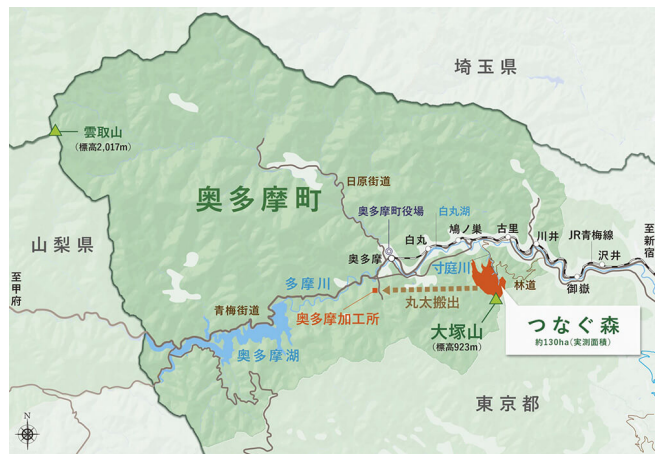 埼玉県
雲取山
(標高2,017m)
日原街道
奥多摩町
奥多摩町役場
白丸湖
至新宿
山梨県
鳩ノ巣
古里
川井
JR青梅線
白丸
沢井
奥多摩
寸庭川
御嶽
林道
至甲府
多摩川
丸太搬出
青梅街道
奥多摩加工所
大塚山
(標高923m)
つなぐ森
約130ha(実測面積)
奥多摩湖
東京都
N